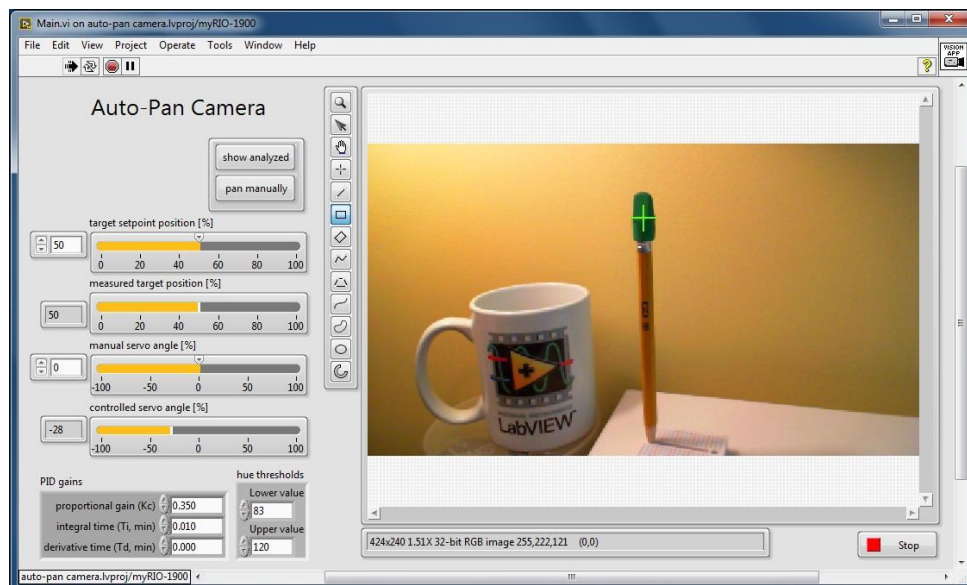 Main.vi on auto-pan camera.lvproj/myRIO-1900
File Edit View Project Operate Tools Window Help
VISION
APP
Auto-Pan Camera
show analyzed
pan manually
target setpoint position [%]
50
0 20 40 60 80 100
measured target position [%]
50
0 20 40 60 80 100
manual servo angle [%]
0
-100 -50 0 50 100
controlled servo angle [%]
-28
-100 -50 0 50 100
PID gains
proportional gain (Kc) 0.350
integral time (Ti, min) 0.010
derivative time (Td, min) 0.000
hue thresholds
Lower value
83
Upper value
120
NATIONAL INSTRUMENTS
LabVIEW
424x240 1.51X 32-bit RGB image 255,222,121 (0,0)
Stop
auto-pan camera.lvproj/myRIO-1900